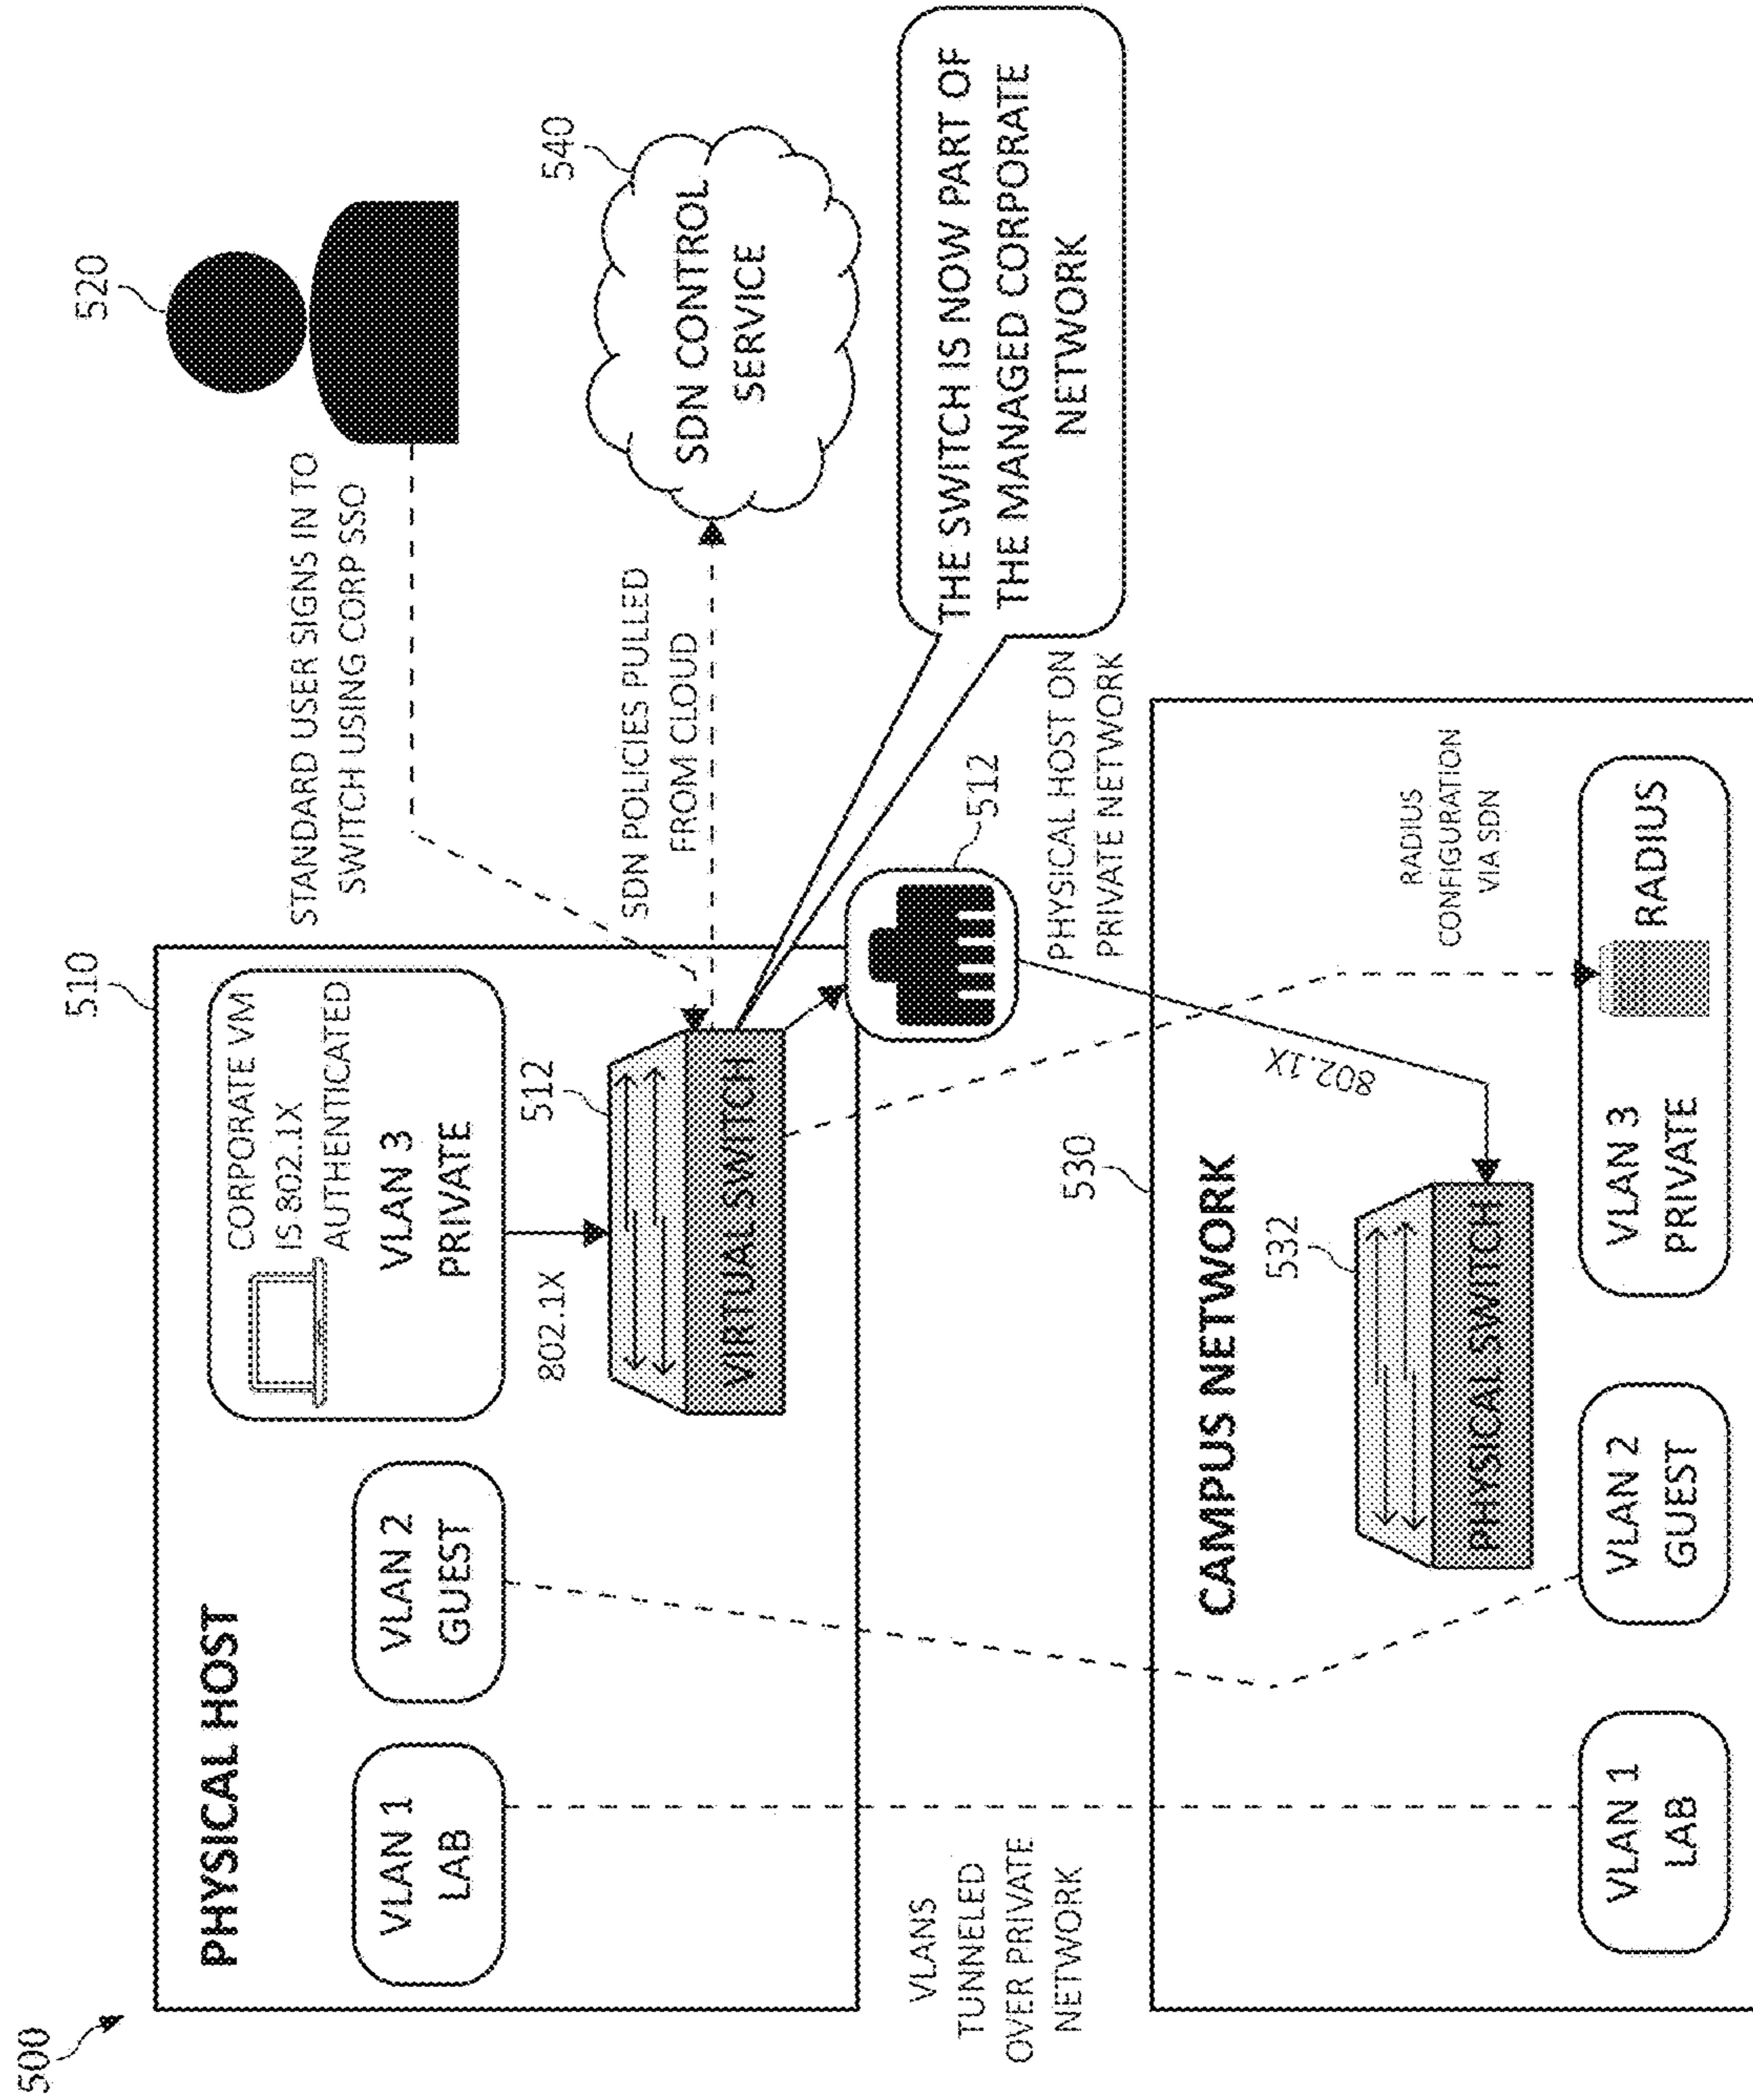 500
510
PHYSICAL HOST
VLAN 1
LAB
VLAN 2
GUEST
CORPORATE VM
IS 802.1X
AUTHENTICATED
VLAN 3
PRIVATE
802.1X
512
VIRTUAL SWITCH
520
STANDARD USER SIGNS IN TO
SWITCH USING CORP SSO
540
SDN CONTROL
SERVICE
SDN POLICIES PULLED
FROM CLOUD
THE SWITCH IS NOW PART OF
THE MANAGED CORPORATE
NETWORK
512
PHYSICAL HOST ON
PRIVATE NETWORK
VLANS
TUNNELED
OVER PRIVATE
NETWORK
530
CAMPUS NETWORK
802.1X
532
PHYSICAL SWITCH
RADIUS
CONFIGURATION
VIA SDN
VLAN 1
LAB
VLAN 2
GUEST
VLAN 3
PRIVATE
RADIUS